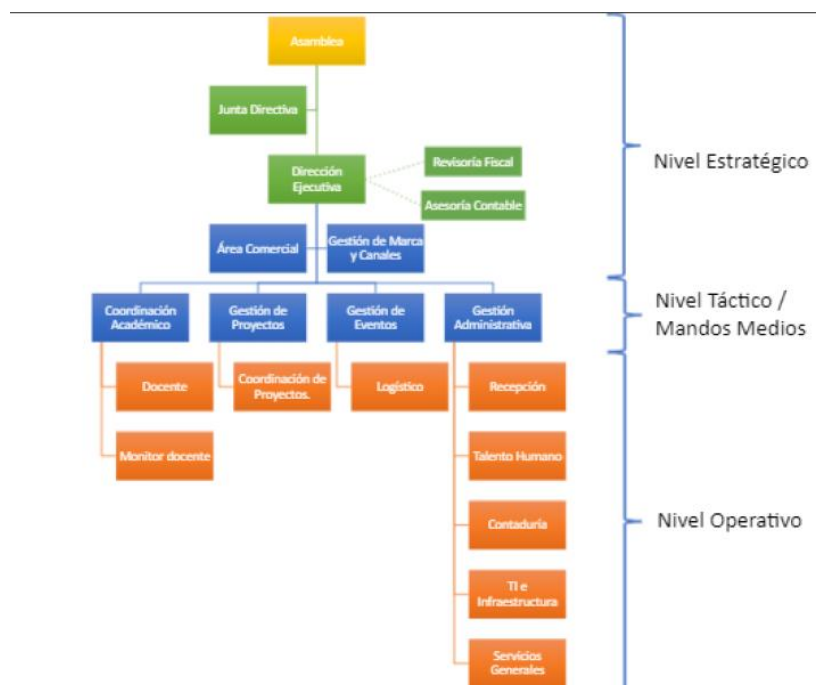 Asamblea
Junta Directiva
Dirección
Ejecutiva
Revisoría Fiscal
Asesoría Contable
Nivel Estratégico
Área Comercial
Gestión de Marca
y Canales
Coordinación
Académico
Gestión de
Proyectos
Gestión de
Eventos
Gestión
Administrativa
Nivel Táctico /
Mandos Medios
Docente
Coordinación de
Proyectos.
Logístico
Recepción
Monitor docente
Talento Humano
Contaduría
Nivel Operativo
TI e
Infraestructura
Servicios
Generales